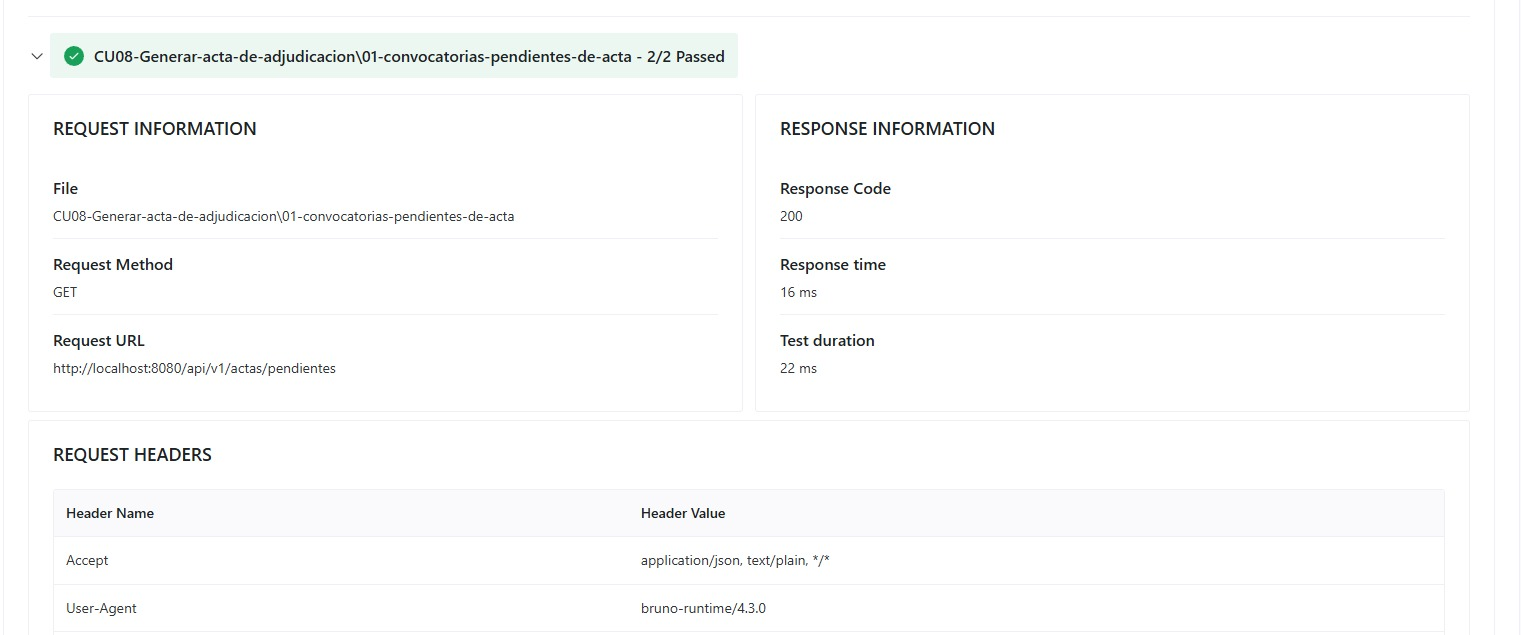 CU08-Generar-acta-de-adjudicacion\01-convocatorias-pendientes-de-acta - 2/2 Passed
REQUEST INFORMATION
File
CU08-Generar-acta-de-adjudicacion\01-convocatorias-pendientes-de-acta
Request Method
GET
Request URL
http://localhost:8080/api/v1/actas/pendientes
RESPONSE INFORMATION
Response Code
200
Response time
16 ms
Test duration
22 ms
REQUEST HEADERS
Header Name Header Value
Accept application/json, text/plain, */*
User-Agent bruno-runtime/4.3.0